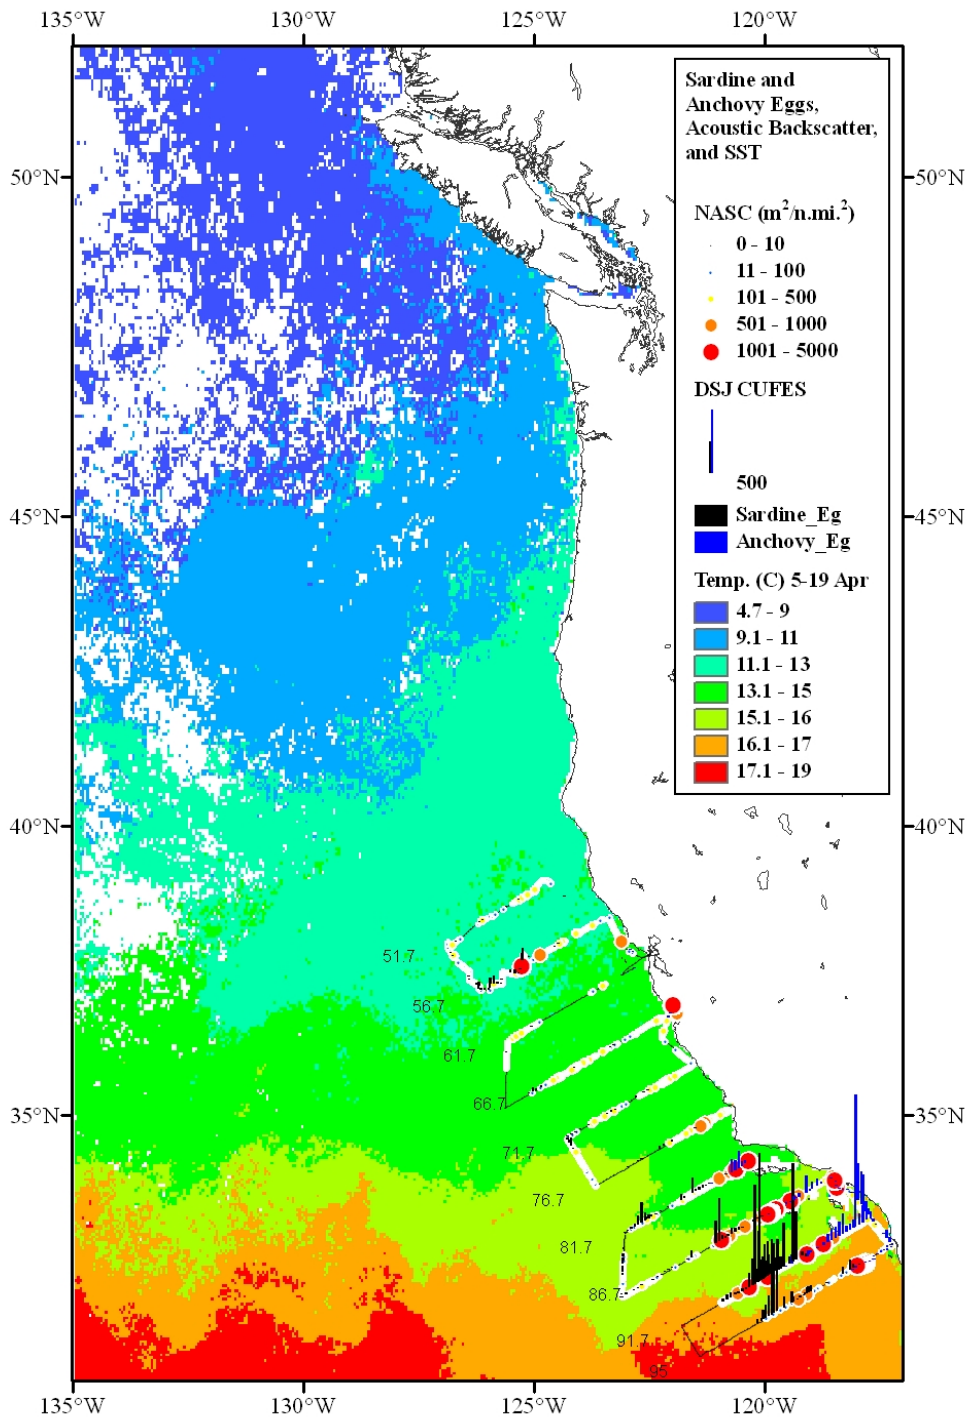 135°W 130°W 125°W 120°W
Sardine and
Anchovy Eggs,
Acoustic Backscatter,
and SST
50°N 50°N
NASC (m²/n.mi.²)
0 - 10
11 - 100
101 - 500
501 - 1000
1001 - 5000
DSJ CUFES
500
45°N 45°N
Sardine_Eg
Anchovy_Eg
Temp. (C) 5-19 Apr
4.7 - 9
9.1 - 11
11.1 - 13
13.1 - 15
15.1 - 16
16.1 - 17
17.1 - 19
40°N 40°N
51.7
56.7
61.7
66.7
35°N 35°N
71.7
76.7
81.7
86.7
91.7
95
135°W 130°W 125°W 120°W